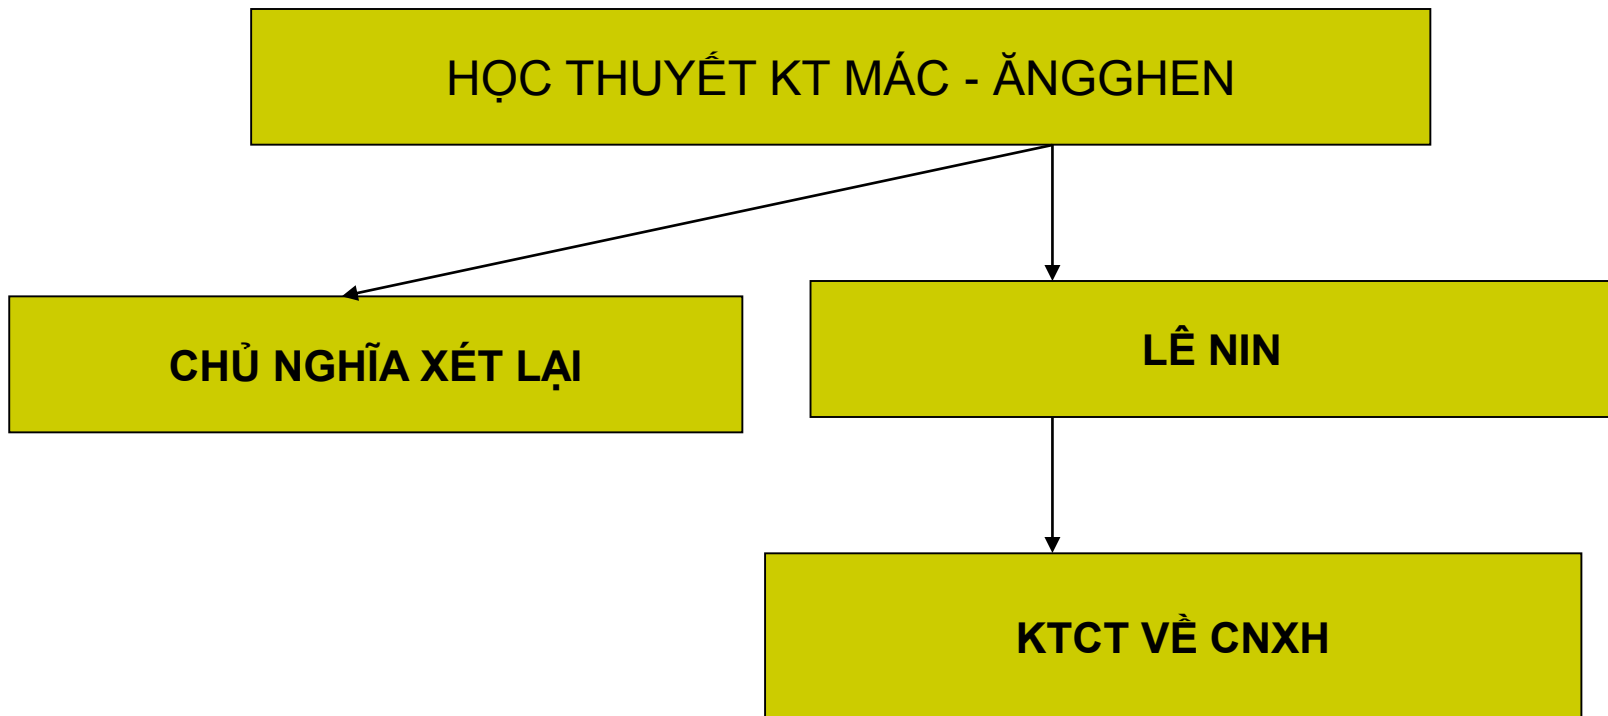 HỌC THUYẾT KT MÁC - ĂNGGHEN
CHỦ NGHĨA XÉT LẠI
LÊ NIN
KTCT VỀ CNXH